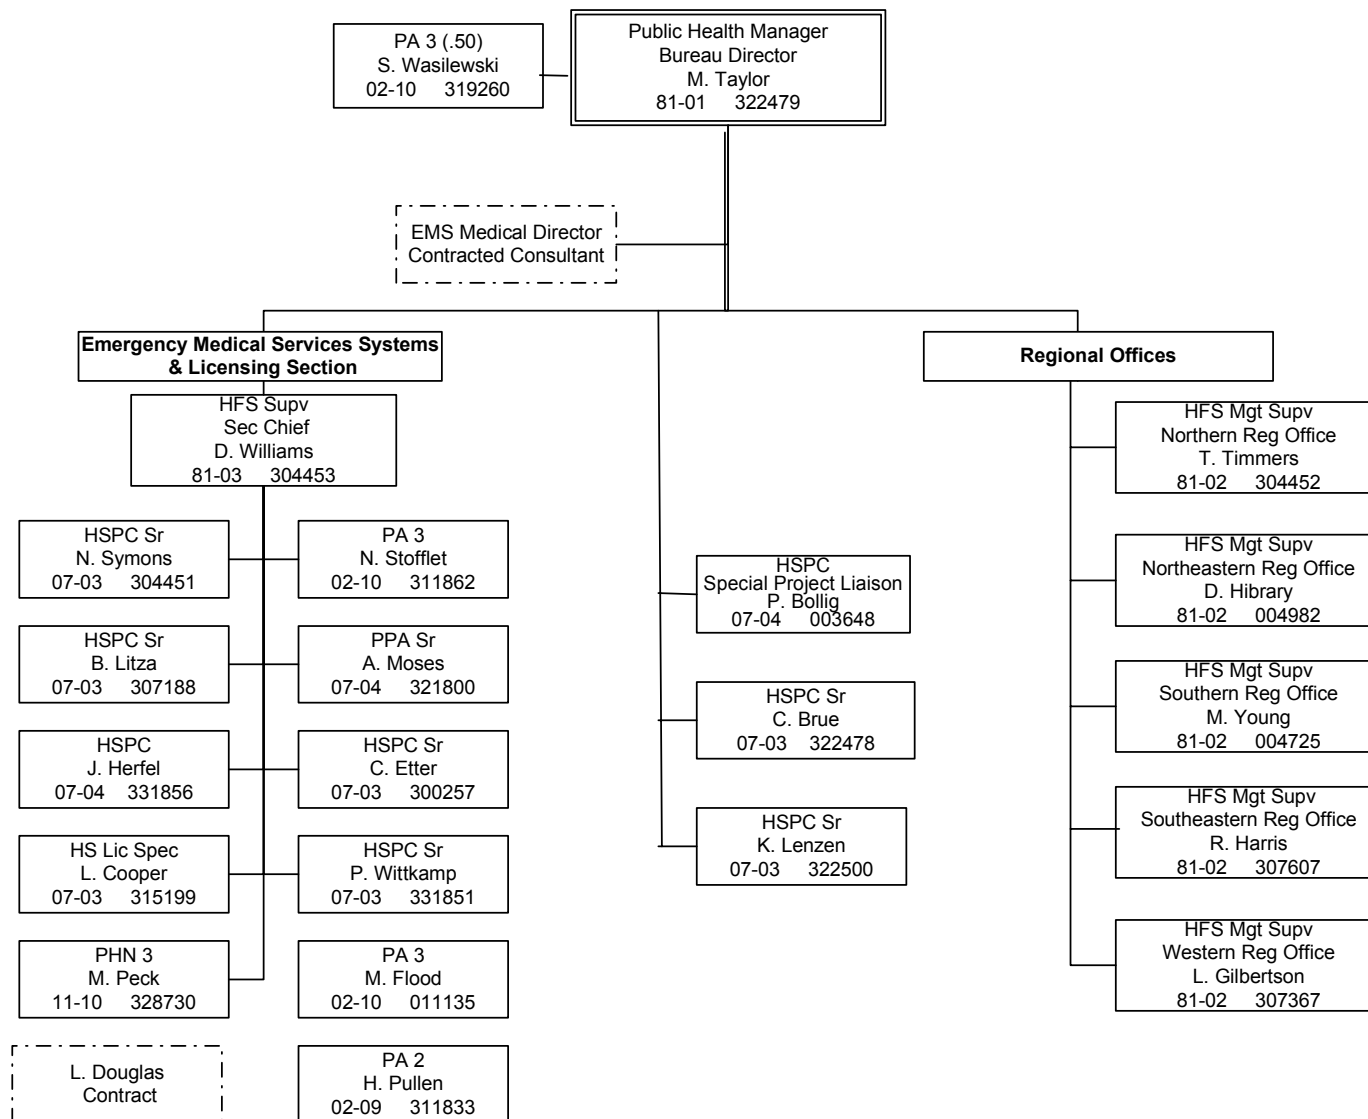 PA 3 (.50)
S. Wasilewski
02-10 319260
Public Health Manager
Bureau Director
M. Taylor
81-01 322479
EMS Medical Director
Contracted Consultant
Emergency Medical Services Systems
& Licensing Section
Regional Offices
HFS Supv
Sec Chief
D. Williams
81-03 304453
HSPC Sr
N. Symons
07-03 304451
PA 3
N. Stofflet
02-10 311862
HSPC Sr
B. Litza
07-03 307188
PPA Sr
A. Moses
07-04 321800
HSPC
J. Herfel
07-04 331856
HSPC Sr
C. Etter
07-03 300257
HS Lic Spec
L. Cooper
07-03 315199
HSPC Sr
P. Wittkamp
07-03 331851
PHN 3
M. Peck
11-10 328730
PA 3
M. Flood
02-10 011135
L. Douglas
Contract
PA 2
H. Pullen
02-09 311833
HSPC
Special Project Liaison
P. Bollig
07-04 003648
HSPC Sr
C. Brue
07-03 322478
HSPC Sr
K. Lenzen
07-03 322500
HFS Mgt Supv
Northern Reg Office
T. Timmers
81-02 304452
HFS Mgt Supv
Northeastern Reg Office
D. Hibrary
81-02 004982
HFS Mgt Supv
Southern Reg Office
M. Young
81-02 004725
HFS Mgt Supv
Southeastern Reg Office
R. Harris
81-02 307607
HFS Mgt Supv
Western Reg Office
L. Gilbertson
81-02 307367